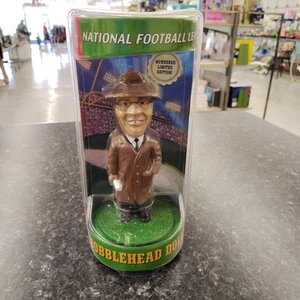 NATIONAL FOOTBALL LE
NUMBERED
LIMITED
EDITION!
OBBLEHEAD DO